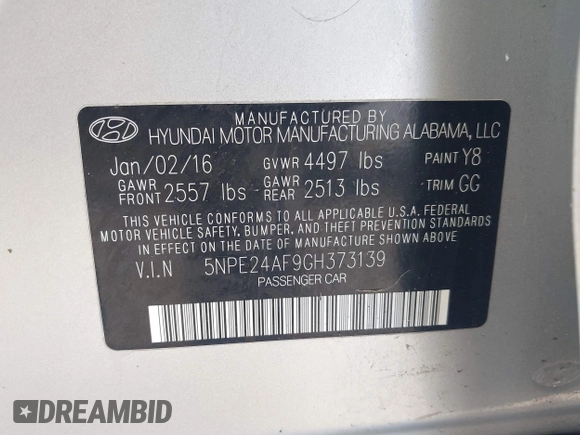 MANUFACTURED BY
HYUNDAI MOTOR MANUFACTURING ALABAMA, LLC
Jan/02/16 GVWR 4497 lbs PAINT Y8
GAWR FRONT 2557 lbs GAWR REAR 2513 lbs TRIM GG
THIS VEHICLE CONFORMS TO ALL APPLICABLE U.S.A. FEDERAL
MOTOR VEHICLE SAFETY, BUMPER, AND THEFT PREVENTION STANDARDS
IN EFFECT ON THE DATE OF MANUFACTURE SHOWN ABOVE.
V.I.N 5NPE24AF9GH373139
PASSENGER CAR
DREAMBID